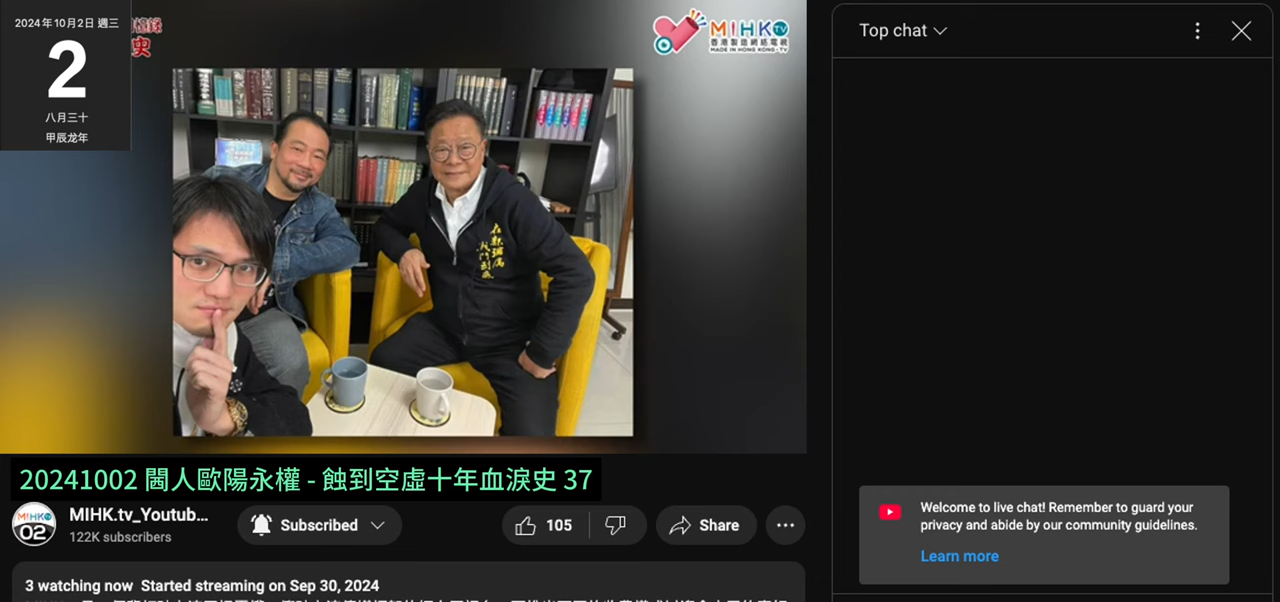 2024年10月2日 週三
2
八月三十
甲辰龙年
史
MIHK TV
香港製造網絡電視
MADE IN HONG KONG-TV
20241002 閪人歐陽永權 - 蝕到空虛十年血淚史 37
MIHK
02
MIHK.tv_Youtub...
122K subscribers
Subscribed
105
Share
3 watching now Started streaming on Sep 30, 2024
Top chat
Welcome to live chat! Remember to guard your
privacy and abide by our community guidelines.
Learn more